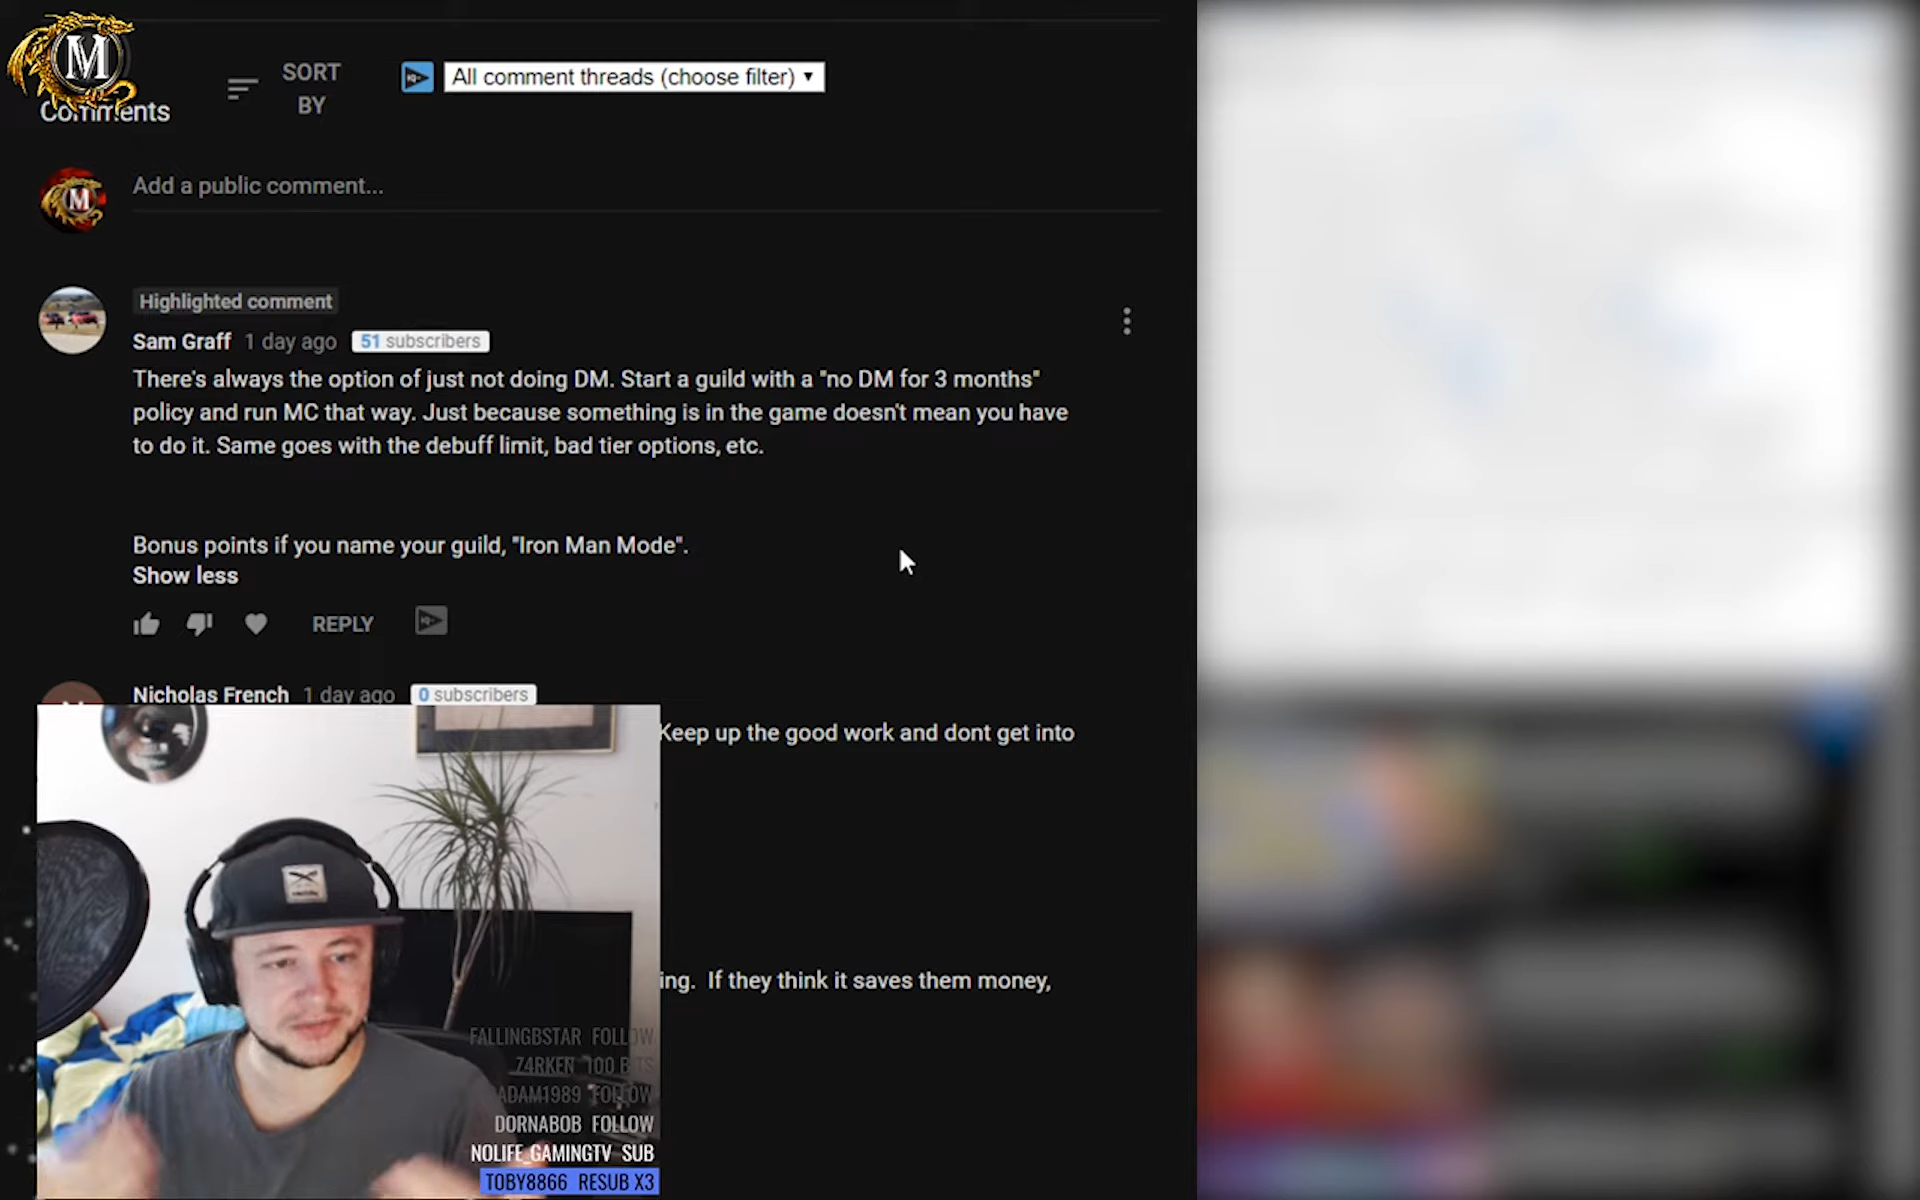 M
Comments
SORT
BY
All comment threads (choose filter)
M
Add a public comment...
Highlighted comment
Sam Graff 1 day ago 51 subscribers
There's always the option of just not doing DM. Start a guild with a "no DM for 3 months"
policy and run MC that way. Just because something is in the game doesn't mean you have
to do it. Same goes with the debuff limit, bad tier options, etc.
Bonus points if you name your guild, "Iron Man Mode".
Show less
REPLY
Nicholas French 1 day ago 0 subscribers
Keep up the good work and dont get into
ing. If they think it saves them money,
FALLINGBSTAR FOLLOW
74RKEN 100 BITS
ADAM1989 FOLLOW
DORNABOB FOLLOW
NOLIFE_GAMINGTV SUB
TOBY8866 RESUB X3